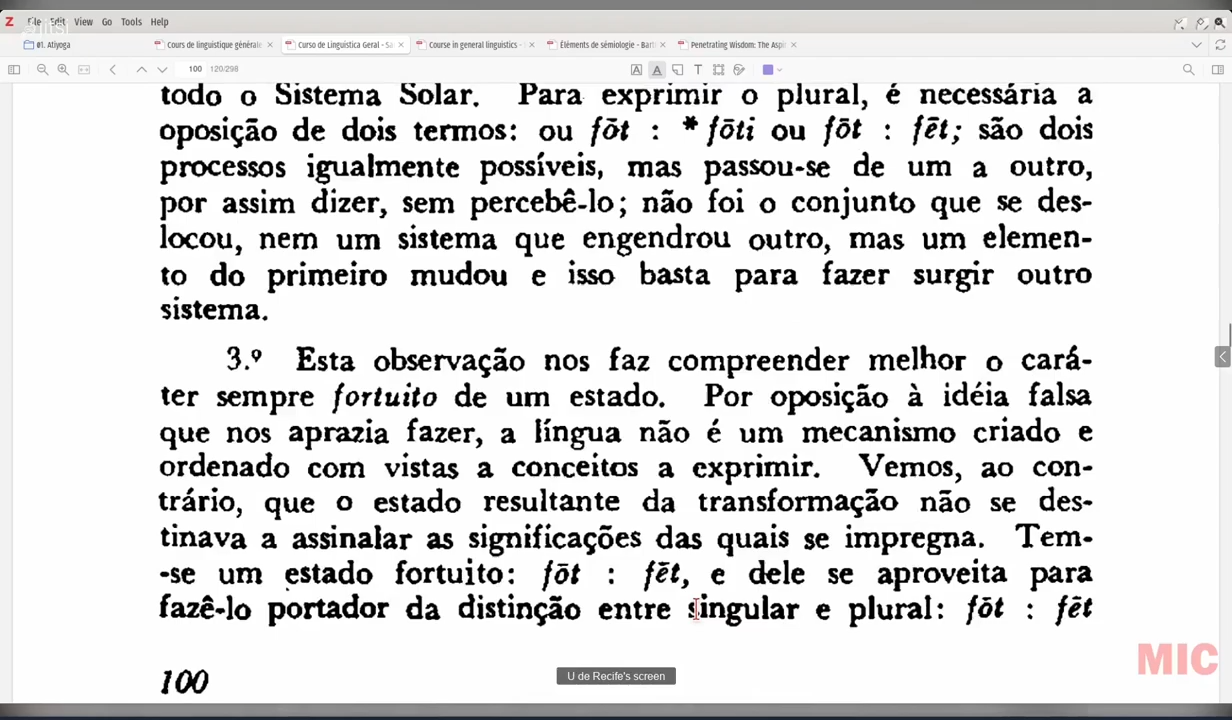 File Edit View Go Tools Help
01. Atiyoga
Cours de linguistique générale
Curso de Linguística Geral - Sa
Course in general linguistics -
Éléments de sémiologie - Bart
Penetrating Wisdom: The Aspi
100 120/298
todo o Sistema Solar. Para exprimir o plural, é necessária a
oposição de dois termos: ou fōt : * fōti ou fōt : fēt; são dois
processos igualmente possíveis, mas passou-se de um a outro,
por assim dizer, sem percebê-lo; não foi o conjunto que se des-
locou, nem um sistema que engendrou outro, mas um elemen-
to do primeiro mudou e isso basta para fazer surgir outro
sistema.
3.º Esta observação nos faz compreender melhor o cará-
ter sempre fortuito de um estado. Por oposição à idéia falsa
que nos aprazia fazer, a língua não é um mecanismo criado e
ordenado com vistas a conceitos a exprimir. Vemos, ao con-
trário, que o estado resultante da transformação não se des-
tinava a assinalar as significações das quais se impregna. Tem-
-se um estado fortuito: fōt : fēt, e dele se aproveita para
fazê-lo portador da distinção entre singular e plural: fōt : fēt
100
U de Recife's screen
MIC